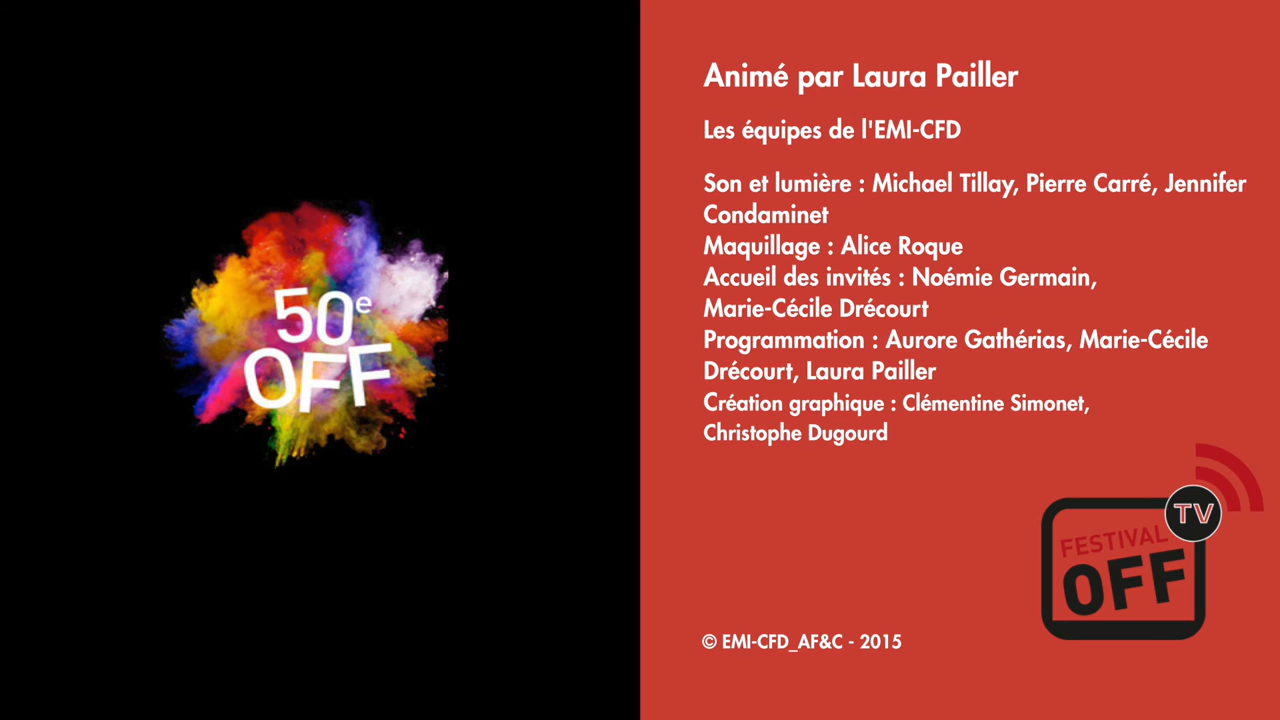 50e
OFF
Animé par Laura Pailler
Les équipes de l'EMI-CFD
Son et lumière : Michael Tillay, Pierre Carré, Jennifer
Condaminet
Maquillage : Alice Roque
Accueil des invités : Noémie Germain,
Marie-Cécile Drécourt
Programmation : Aurore Gathérias, Marie-Cécile
Drécourt, Laura Pailler
Création graphique : Clémentine Simonet,
Christophe Dugourd
TV
FESTIVAL
OFF
© EMI-CFD_AF&C - 2015